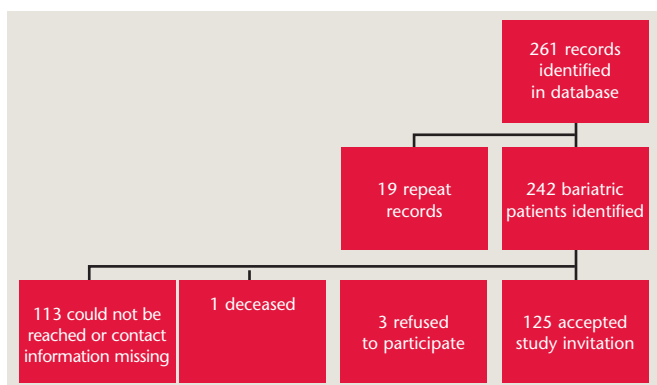 261 records
identified
in database
19 repeat
records
242 bariatric
patients identified
113 could not be
reached or contact
information missing
1 deceased
3 refused
to participate
125 accepted
study invitation